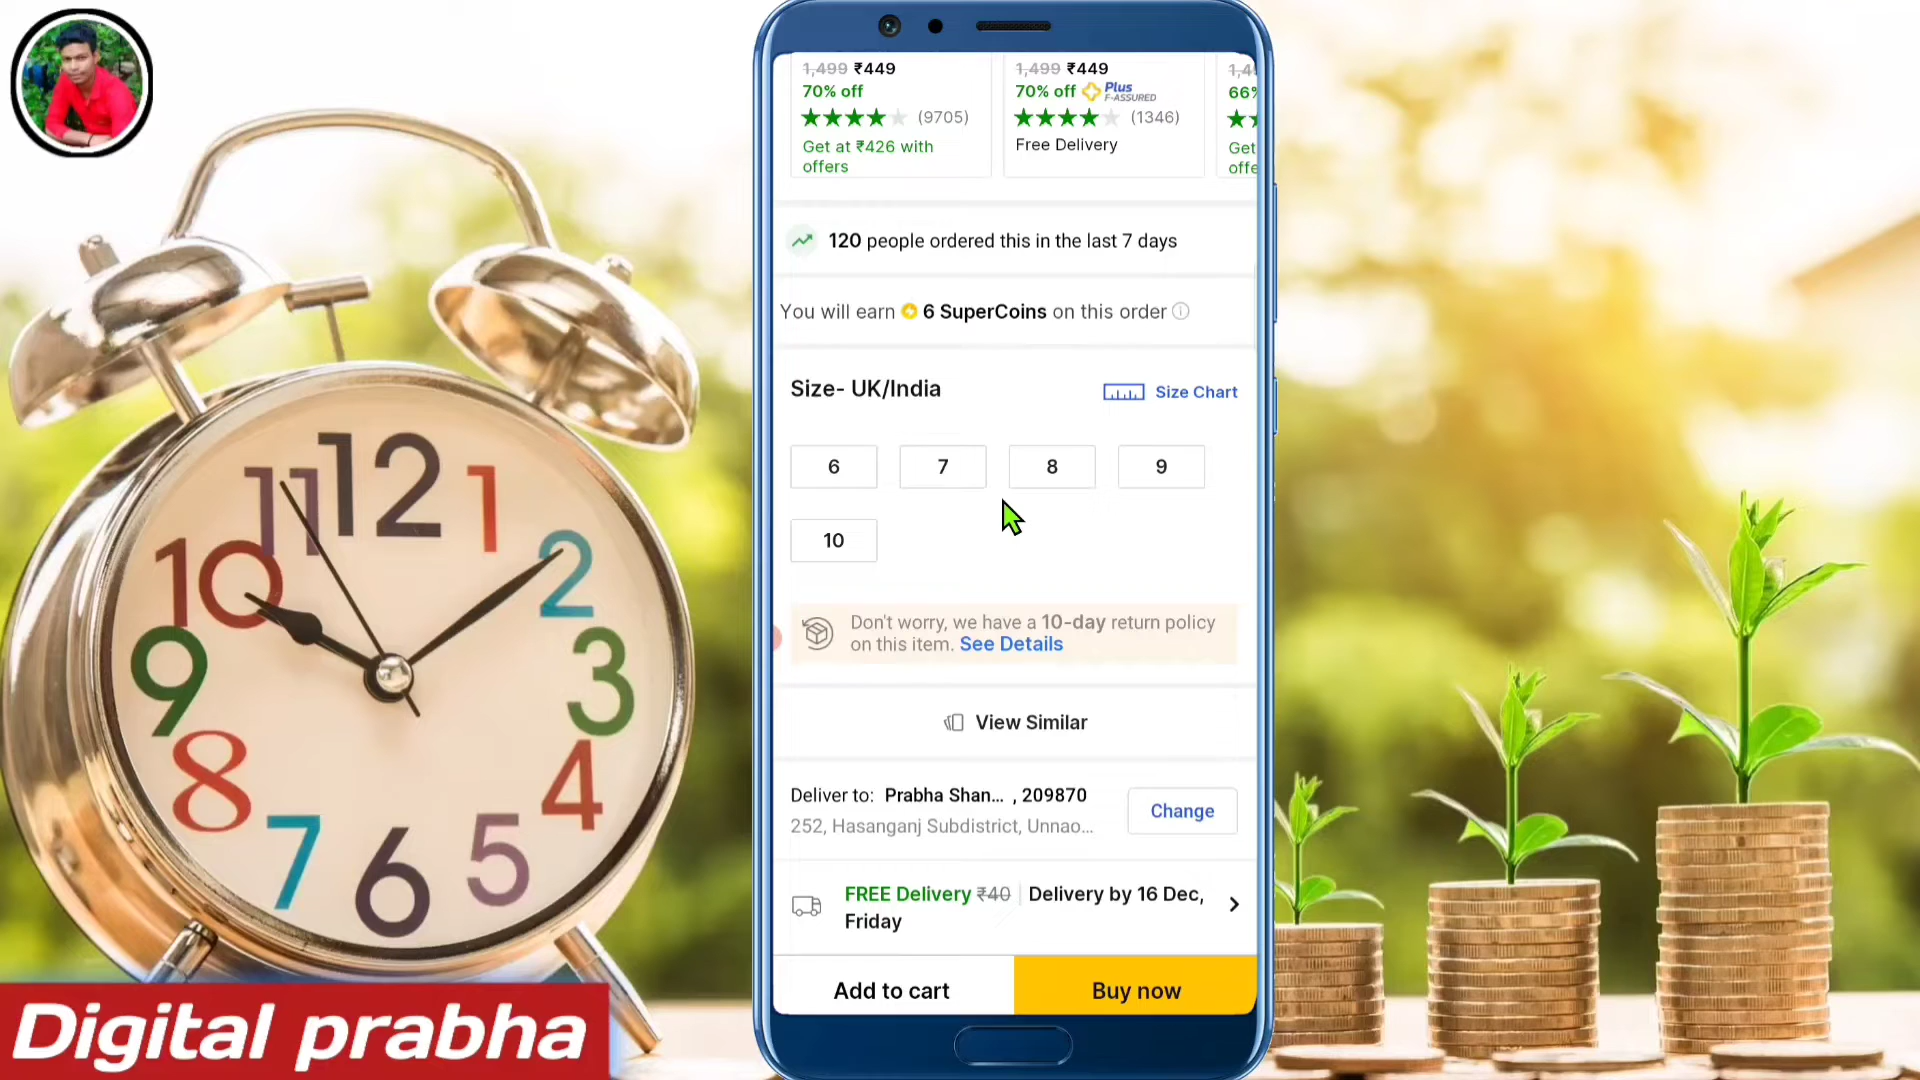 12
1
2
3
4
5
6
7
8
9
10
11
1,499 ₹449
70% off
(9705)
Get at ₹426 with
offers
1,499 ₹449
70% off Plus
F-ASSURED
(1346)
Free Delivery
66%
Get
offe
120 people ordered this in the last 7 days
You will earn 6 SuperCoins on this order
Size- UK/India
Size Chart
6 7 8 9
10
Don't worry, we have a 10-day return policy
on this item. See Details
View Similar
Deliver to: Prabha Shan... , 209870
252, Hasanganj Subdistrict, Unnao...
Change
FREE Delivery ₹40 Delivery by 16 Dec,
Friday
Add to cart
Buy now
Digital prabha